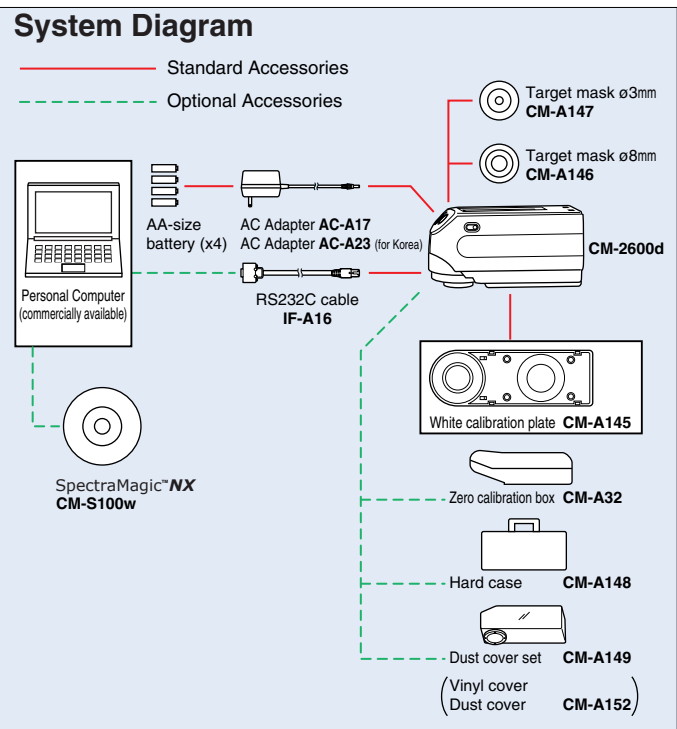 System Diagram
Standard Accessories
Optional Accessories
Target mask ø3mm
CM-A147
Target mask ø8mm
CM-A146
AA-size
battery (x4)
AC Adapter AC-A17
AC Adapter AC-A23 (for Korea)
CM-2600d
Personal Computer
(commercially available)
RS232C cable
IF-A16
White calibration plate CM-A145
SpectraMagic™NX
CM-S100w
Zero calibration box CM-A32
Hard case CM-A148
Dust cover set CM-A149
(Vinyl cover
Dust cover CM-A152)